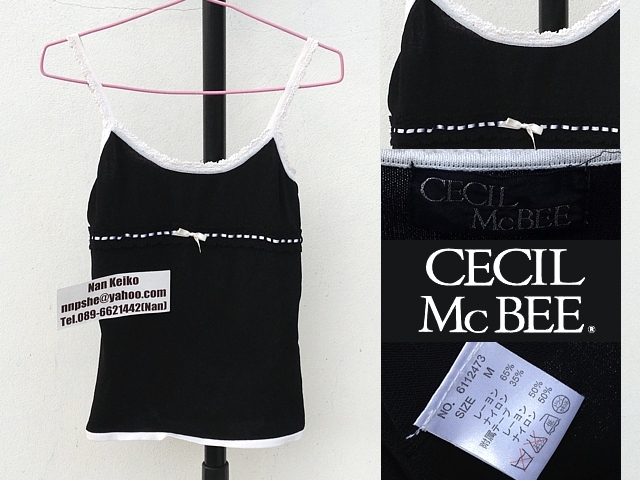 Nan Keiko
nnpshe@yahoo.com
Tel.089-6621442(Nan)
CECIL
McBEE
CECIL
McBEE®
NO. 6112473
SIZE M
レーヨン 65%
ナイロン 35%
附属テープ
レーヨン 50%
ナイロン 50%